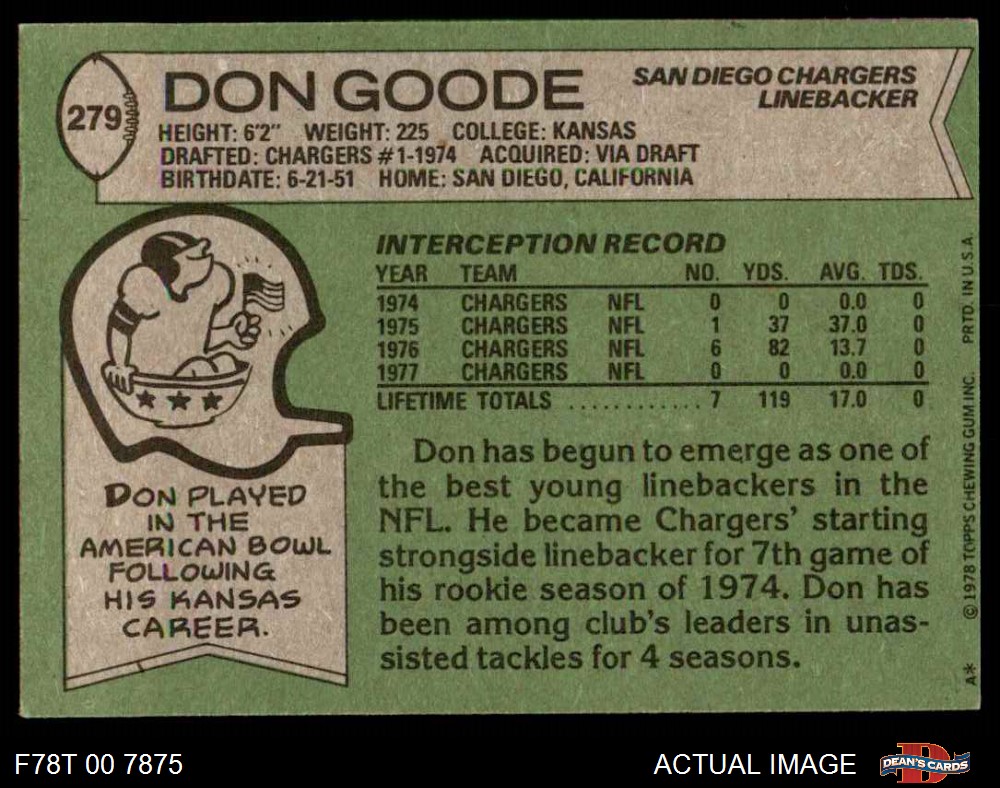 279
DON GOODE
SAN DIEGO CHARGERS
LINEBACKER
HEIGHT: 6'2" WEIGHT: 225 COLLEGE: KANSAS
DRAFTED: CHARGERS #1-1974 ACQUIRED: VIA DRAFT
BIRTHDATE: 6-21-51 HOME: SAN DIEGO, CALIFORNIA
INTERCEPTION RECORD
YEAR TEAM NO. YDS. AVG. TDS.
1974 CHARGERS NFL 0 0 0.0 0
1975 CHARGERS NFL 1 37 37.0 0
1976 CHARGERS NFL 6 82 13.7 0
1977 CHARGERS NFL 0 0 0.0 0
LIFETIME TOTALS ............ 7 119 17.0 0
Don has begun to emerge as one of
the best young linebackers in the
NFL. He became Chargers' starting
strongside linebacker for 7th game of
his rookie season of 1974. Don has
been among club's leaders in unas-
sisted tackles for 4 seasons.
DON PLAYED
IN THE
AMERICAN BOWL
FOLLOWING
HIS KANSAS
CAREER.
A* © 1978 TOPPS CHEWING GUM INC. PRTD. IN U.S.A.
F78T 00 7875
ACTUAL IMAGE
D
DEAN'S CARDS